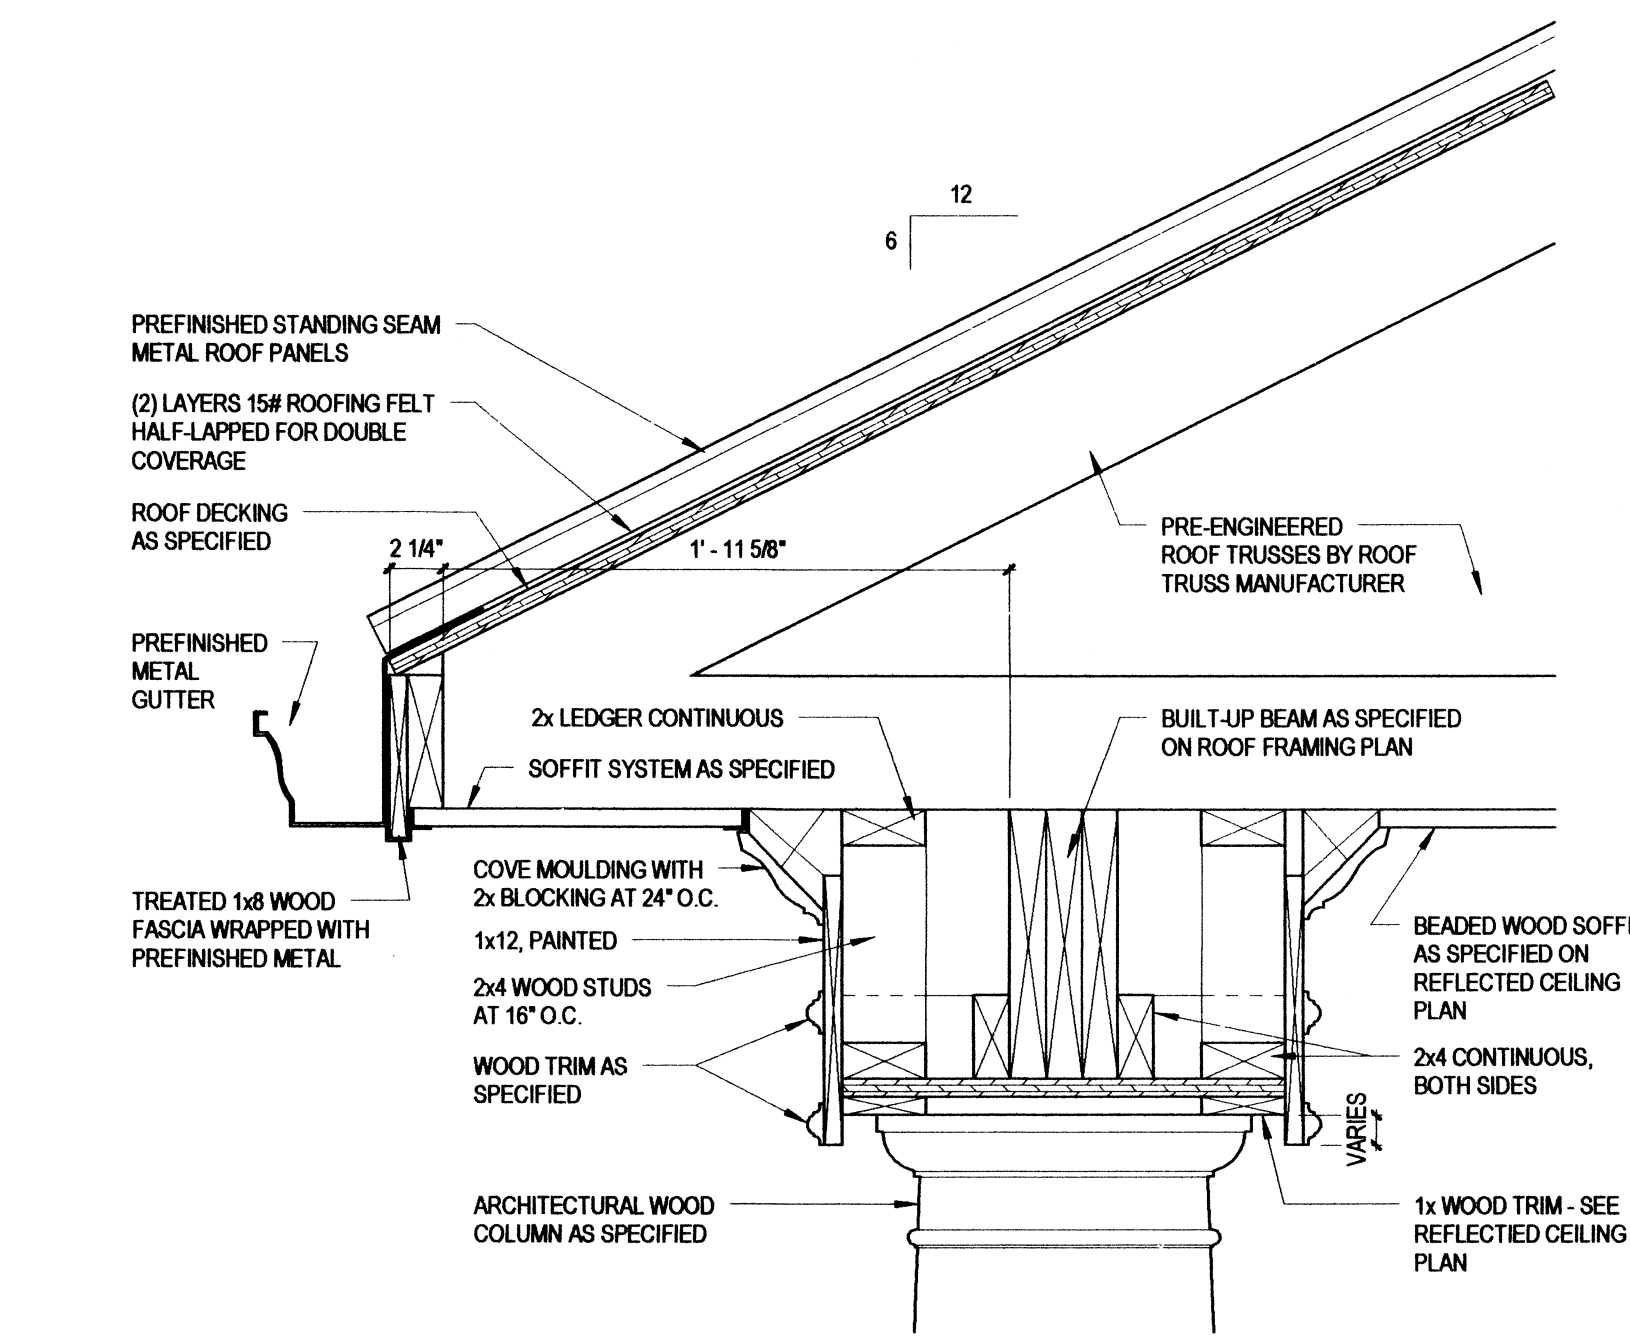 12
6
PREFINISHED STANDING SEAM
METAL ROOF PANELS
(2) LAYERS 15# ROOFING FELT
HALF-LAPPED FOR DOUBLE
COVERAGE
ROOF DECKING
AS SPECIFIED
2 1/4"
1' - 11 5/8"
PRE-ENGINEERED
ROOF TRUSSES BY ROOF
TRUSS MANUFACTURER
PREFINISHED
METAL
GUTTER
2x LEDGER CONTINUOUS
SOFFIT SYSTEM AS SPECIFIED
BUILT-UP BEAM AS SPECIFIED
ON ROOF FRAMING PLAN
TREATED 1x8 WOOD
FASCIA WRAPPED WITH
PREFINISHED METAL
COVE MOULDING WITH
2x BLOCKING AT 24" O.C.
1x12, PAINTED
2x4 WOOD STUDS
AT 16" O.C.
WOOD TRIM AS
SPECIFIED
ARCHITECTURAL WOOD
COLUMN AS SPECIFIED
BEADED WOOD SOFFI
AS SPECIFIED ON
REFLECTED CEILING
PLAN
2x4 CONTINUOUS,
BOTH SIDES
VARIES
1x WOOD TRIM - SEE
REFLECTIED CEILING
PLAN